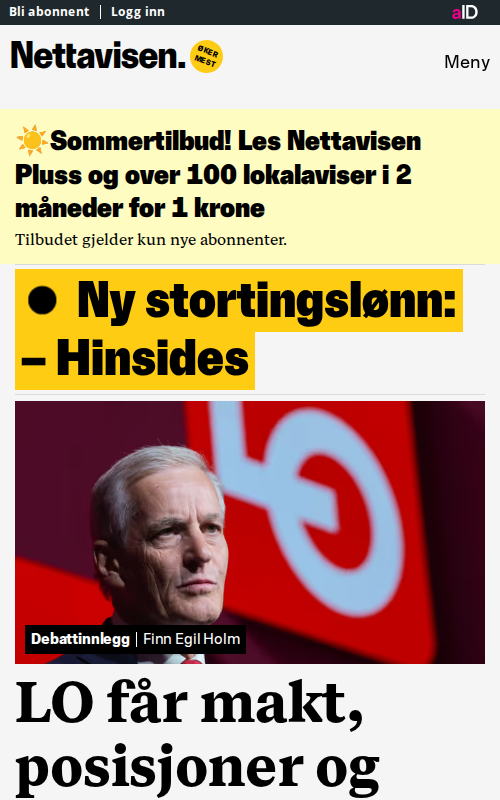 Bli abonnent | Logg inn
aID
Nettavisen.
ØKER
MEST
Meny
Sommertilbud! Les Nettavisen
Pluss og over 100 lokalaviser i 2
måneder for 1 krone
Tilbudet gjelder kun nye abonnenter.
Ny stortingslønn:
– Hinsides
Debattinnlegg | Finn Egil Holm
LO får makt,
posisjoner og